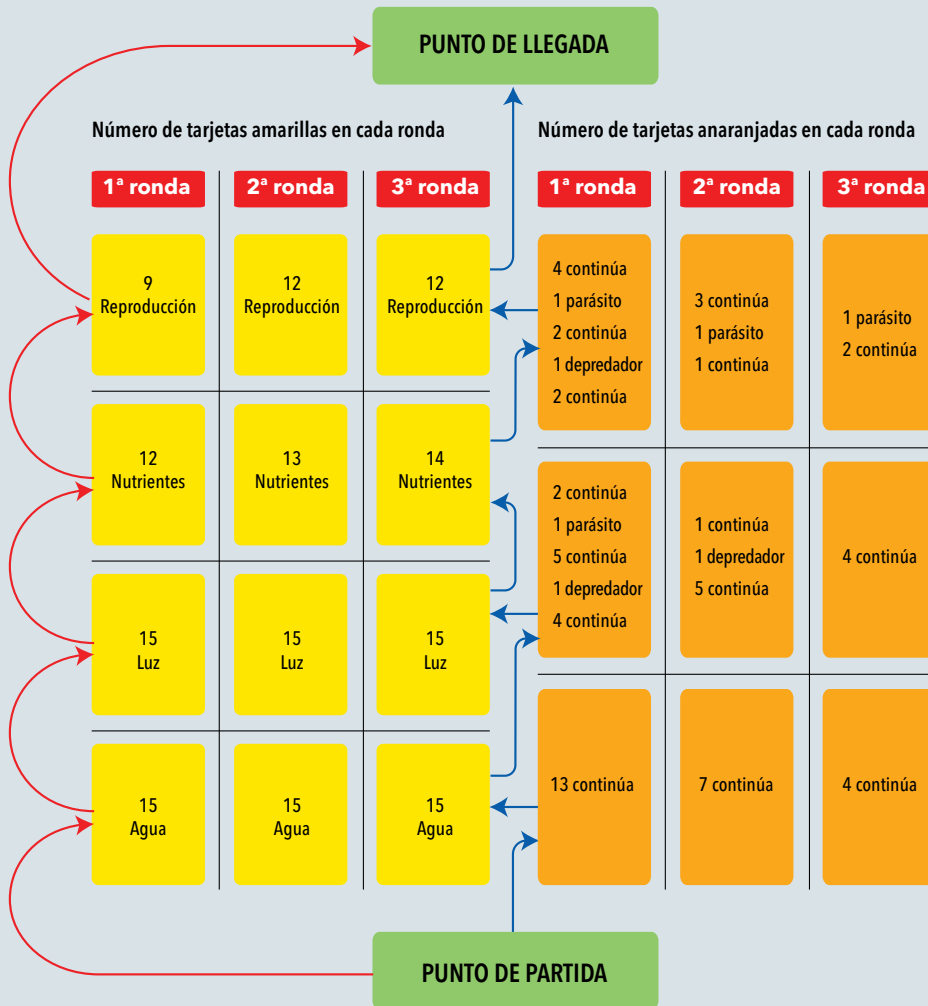 PUNTO DE LLEGADA
Número de tarjetas amarillas en cada ronda
1ª ronda
2ª ronda
3ª ronda
9
Reproducción
12
Reproducción
12
Reproducción
12
Nutrientes
13
Nutrientes
14
Nutrientes
15
Luz
15
Luz
15
Luz
15
Agua
15
Agua
15
Agua
Número de tarjetas anaranjadas en cada ronda
1ª ronda
2ª ronda
3ª ronda
4 continúa
1 parásito
2 continúa
1 depredador
2 continúa
3 continúa
1 parásito
1 continúa
1 parásito
2 continúa
2 continúa
1 parásito
5 continúa
1 depredador
4 continúa
1 continúa
1 depredador
5 continúa
4 continúa
13 continúa
7 continúa
4 continúa
PUNTO DE PARTIDA